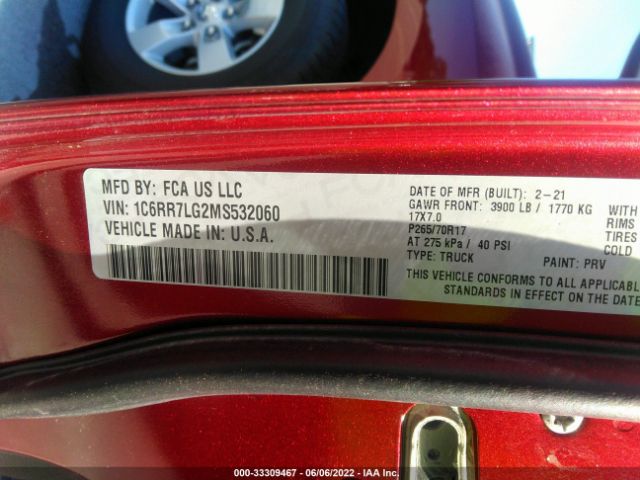 MFD BY: FCA US LLC
VIN: 1C6RR7LG2MS532060
VEHICLE MADE IN: U.S.A.
DATE OF MFR (BUILT): 2-21
GAWR FRONT: 3900 LB / 1770 KG
17X7.0
P265/70R17
AT 275 kPa / 40 PSI
TYPE: TRUCK PAINT: PRV
THIS VEHICLE CONFORMS TO ALL APPLICABLE
STANDARDS IN EFFECT ON THE DATE
WITH
RIMS
TIRES
COLD
000-33309467 - 06/06/2022 - IAA Inc.